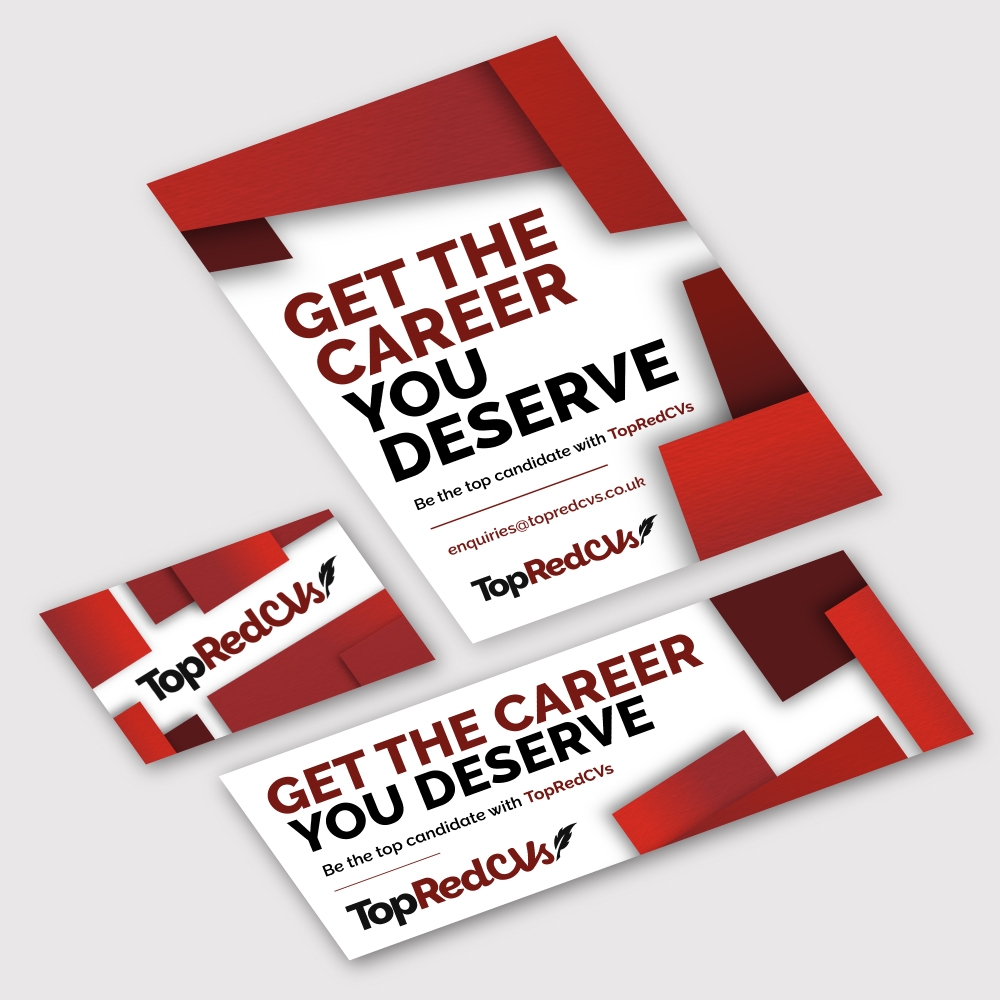 GET THE
CAREER
YOU
DESERVE
Be the top candidate with TopRedCVs
enquiries@topredcvs.co.uk
TopRedCVs
TopRedCVs
GET THE CAREER
YOU DESERVE
Be the top candidate with TopRedCVs
TopRedCVs